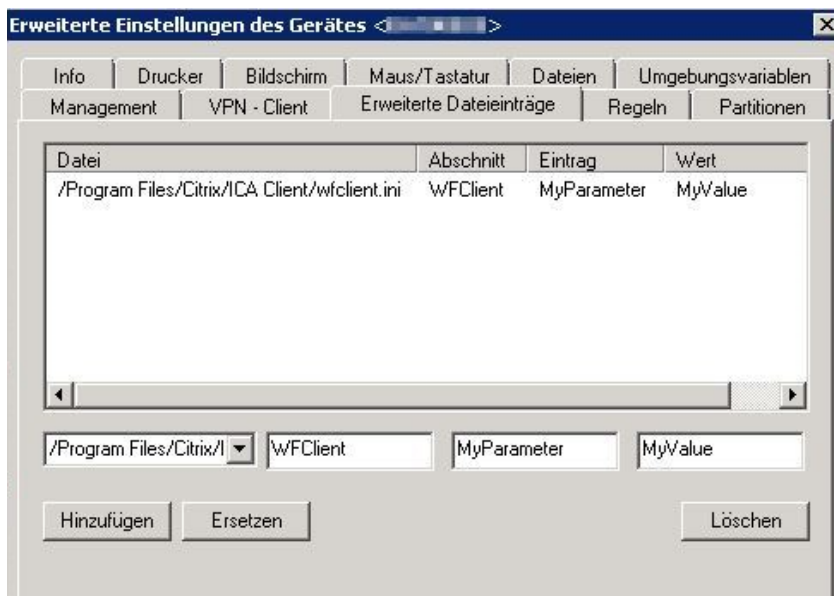 Erweiterte Einstellungen des Gerätes < >
Info Drucker Bildschirm Maus/Tastatur Dateien Umgebungsvariablen
Management VPN - Client Erweiterte Dateieinträge Regeln Partitionen
Datei Abschnitt Eintrag Wert
/Program Files/Citrix/ICA Client/wfclient.ini WFClient MyParameter MyValue
/Program Files/Citrix/I WFClient MyParameter MyValue
Hinzufügen Ersetzen Löschen